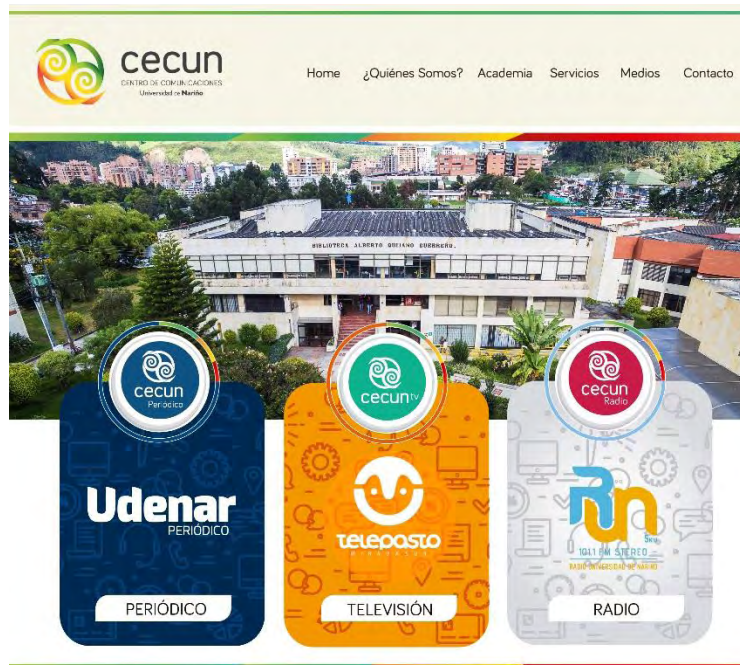 cecun
CENTRO DE COMUNICACIONES
Universidad de Nariño
Home ¿Quiénes Somos? Academia Servicios Medios Contacto
BIBLIOTECA ALBERTO QUIJANO GUERRERO
cecun
Periódico
cecun tv
cecun
Radio
Udenar
PERIÓDICO
telepasto
Run
101.1 FM STEREO
RADIO UNIVERSIDAD DE NARIÑO
PERIÓDICO
TELEVISIÓN
RADIO